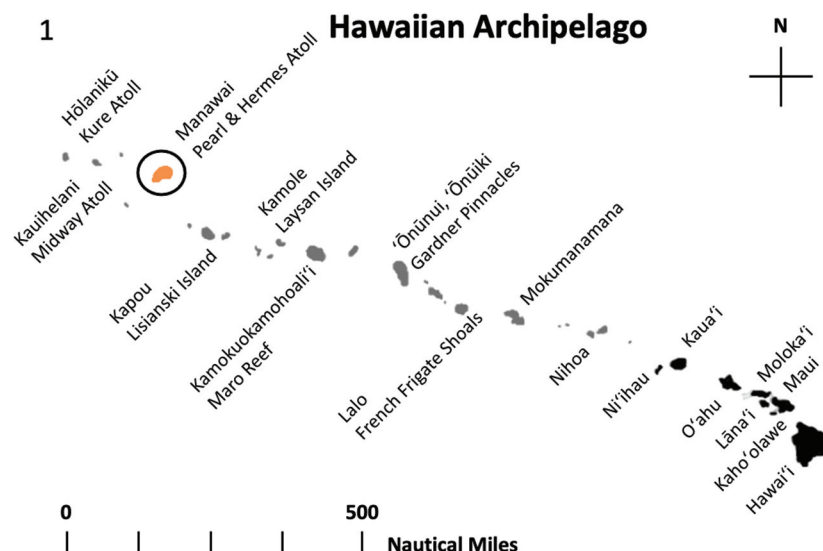 1
Hawaiian Archipelago
N
Hōlanikū
Kure Atoll
Manawai
Pearl & Hermes Atoll
Kauihelani
Midway Atoll
Kapou
Lisianski Island
Kamole
Laysan Island
Kamokuokamohoaliʻi
Maro Reef
ʻŌnūnui, ʻŌnūiki
Gardner Pinnacles
Lalo
French Frigate Shoals
Mokumanamana
Nihoa
Niʻihau
Kauaʻi
Oʻahu
Molokaʻi
Lānaʻi
Maui
Kahoʻolawe
Hawaiʻi
0
500
Nautical Miles